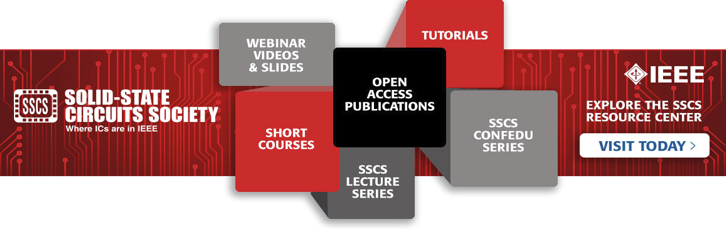 SSCS
SOLID-STATE
CIRCUITS SOCIETY
Where ICs are in IEEE
WEBINAR
VIDEOS
& SLIDES
TUTORIALS
OPEN
ACCESS
PUBLICATIONS
SHORT
COURSES
SSCS
CONFEDU
SERIES
SSCS
LECTURE
SERIES
IEEE
EXPLORE THE SSCS
RESOURCE CENTER
VISIT TODAY >